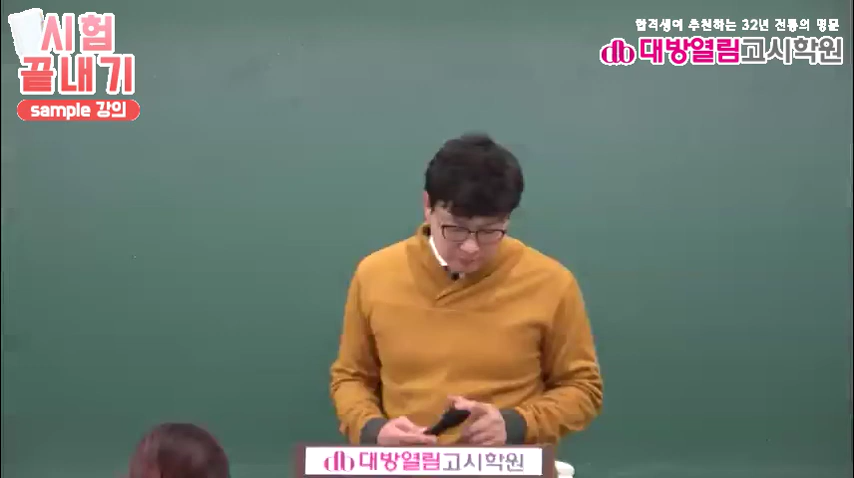 시험
끝내기
sample 강의
합격생이 추천하는 32년 전통의 명문
db 대방열림고시학원
db 대방열림고시학원